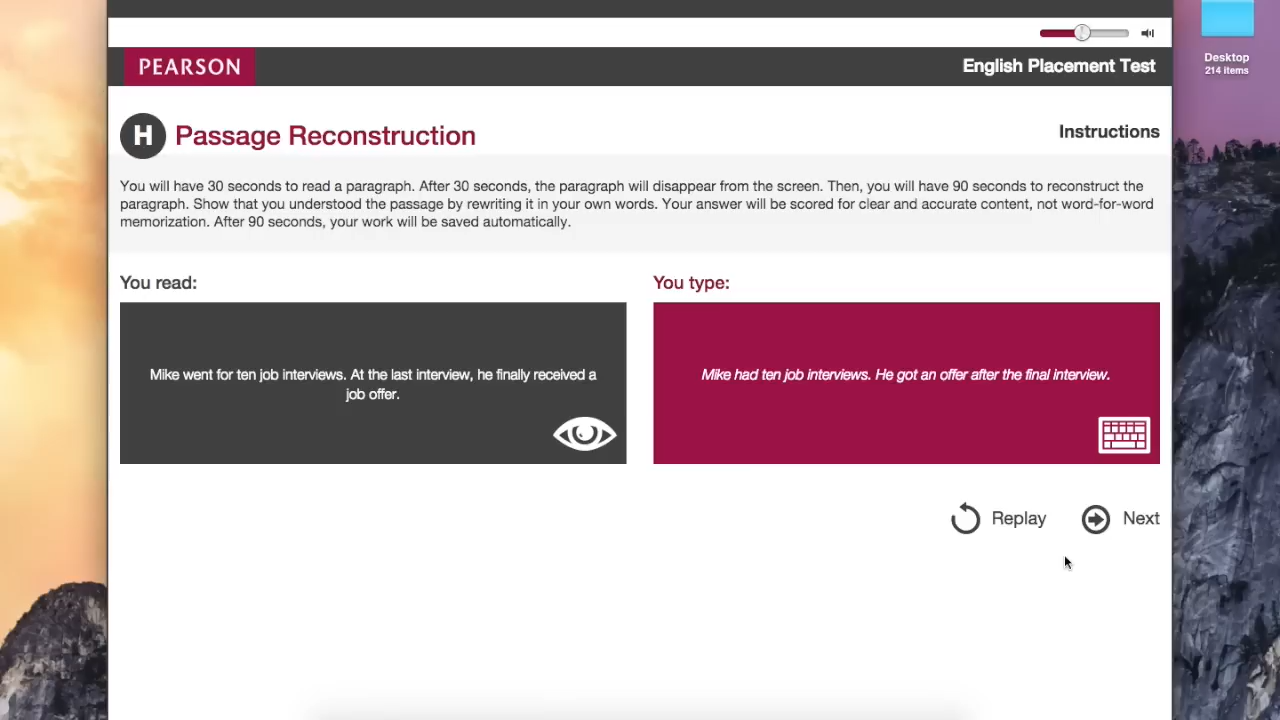 PEARSON
English Placement Test
Desktop
214 items
H
Passage Reconstruction
Instructions
You will have 30 seconds to read a paragraph. After 30 seconds, the paragraph will disappear from the screen. Then, you will have 90 seconds to reconstruct the
paragraph. Show that you understood the passage by rewriting it in your own words. Your answer will be scored for clear and accurate content, not word-for-word
memorization. After 90 seconds, your work will be saved automatically.
You read:
You type:
Mike went for ten job interviews. At the last interview, he finally received a
job offer.
Mike had ten job interviews. He got an offer after the final interview.
Replay
Next